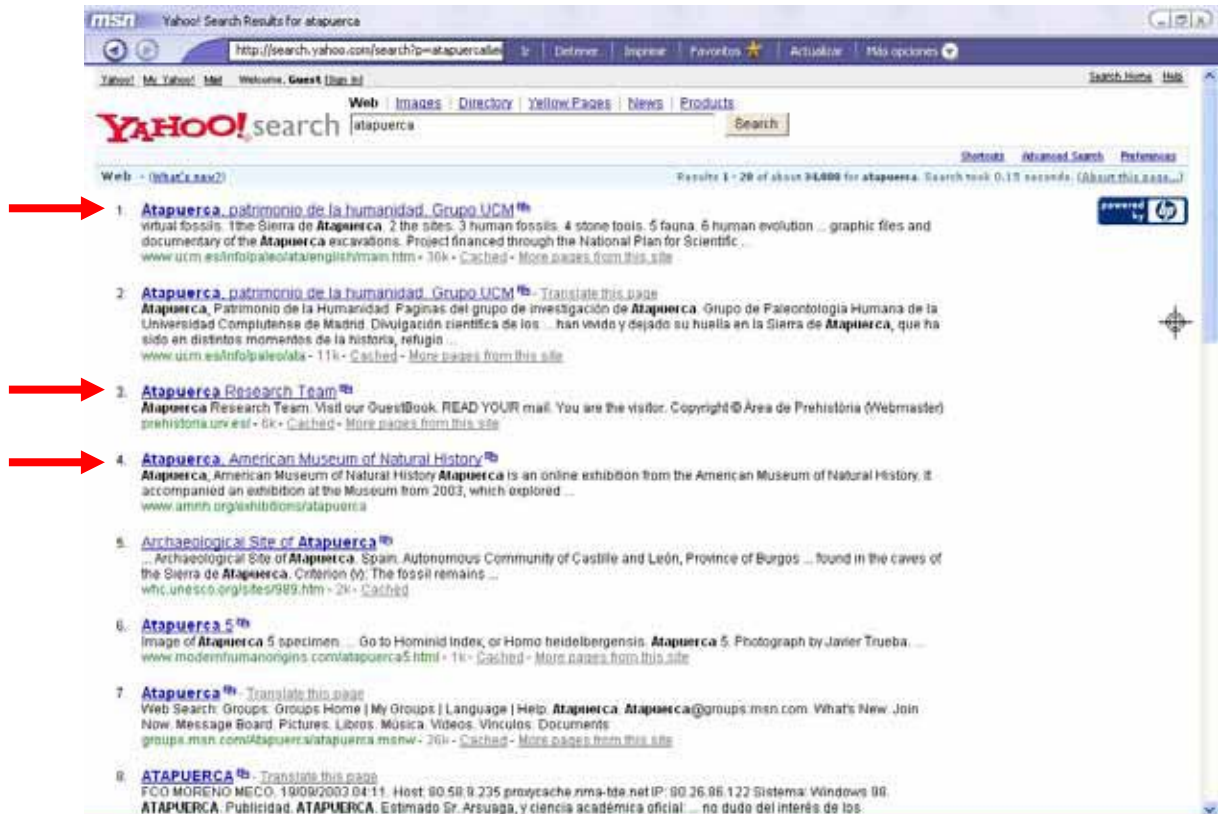 msn Yahoo! Search Results for atapuerca
http://search.yahoo.com/search?p=atapuerca&ei Ir Detener Imprimir Favoritos Actualizar Más opciones
Yahoo! My Yahoo! Mail Welcome, Guest [Sign In] Search Home Help
Web Images Directory Yellow Pages News Products
YAHOO! search atapuerca Search
Shortcuts Advanced Search Preferences
Web - (What's new?) Results 1 - 20 of about for atapuerca. Search took 0.15 seconds. (About this page...)
powered by hp
1. Atapuerca, patrimonio de la humanidad. Grupo UCM
virtual fossils. 1the Sierra de Atapuerca. 2 the sites. 3 human fossils. 4 stone tools. 5 fauna. 6 human evolution ... graphic files and
documentary of the Atapuerca excavations. Project financed through the National Plan for Scientific ...
www.ucm.es/info/paleo/ata/english/main.htm - 36k - Cached - More pages from this site
2. Atapuerca, patrimonio de la humanidad. Grupo UCM - Translate this page
Atapuerca, Patrimonio de la Humanidad. Paginas del grupo de investigación de Atapuerca. Grupo de Paleontologia Humana de la
Universidad Complutense de Madrid. Divulgación científica de los ... han vivido y dejado su huella en la Sierra de Atapuerca, que ha
sido en distintos momentos de la historia, refugio ...
www.ucm.es/info/paleo/ata - 11k - Cached - More pages from this site
3. Atapuerca Research Team
Atapuerca Research Team. Visit our GuestBook. READ YOUR mail. You are the visitor. Copyright © Àrea de Prehistòria (Webmaster)
prehistoria.urv.es/ - 6k - Cached - More pages from this site
4. Atapuerca, American Museum of Natural History
Atapuerca, American Museum of Natural History Atapuerca is an online exhibition from the American Museum of Natural History. It
accompanied an exhibition at the Museum from 2003, which explored ...
www.amnh.org/exhibitions/atapuerca
5. Archaeological Site of Atapuerca
... Archaeological Site of Atapuerca. Spain. Autonomous Community of Castille and León, Province of Burgos ... found in the caves of
the Sierra de Atapuerca. Criterion (v): The fossil remains ...
whc.unesco.org/sites/989.htm - 2k - Cached
6. Atapuerca 5
Image of Atapuerca 5 specimen. ... Go to Hominid Index, or Homo heidelbergensis. Atapuerca 5. Photograph by Javier Trueba. ...
www.modernhumanorigins.com/atapuerca5.html - 1k - Cached - More pages from this site
7. Atapuerca - Translate this page
Web Search: Groups. Groups Home | My Groups | Language | Help. Atapuerca. Atapuerca@groups.msn.com. What's New. Join
Now. Message Board. Pictures. Libros. Música. Videos. Vinculos. Documents
groups.msn.com/Atapuerca/atapuerca.msnw - 26k - Cached - More pages from this site
8. ATAPUERCA - Translate this page
FCO MORENO MECO. 19/09/2003 04:11. Host: 80.58.9.235.proxycache.rima-tde.net IP: 80.26.86.122 Sistema: Windows 98.
ATAPUERCA. Publicidad. ATAPUERCA. Estimado Sr. Arsuaga, y ciencia académica oficial: ... no dudo del interés de los